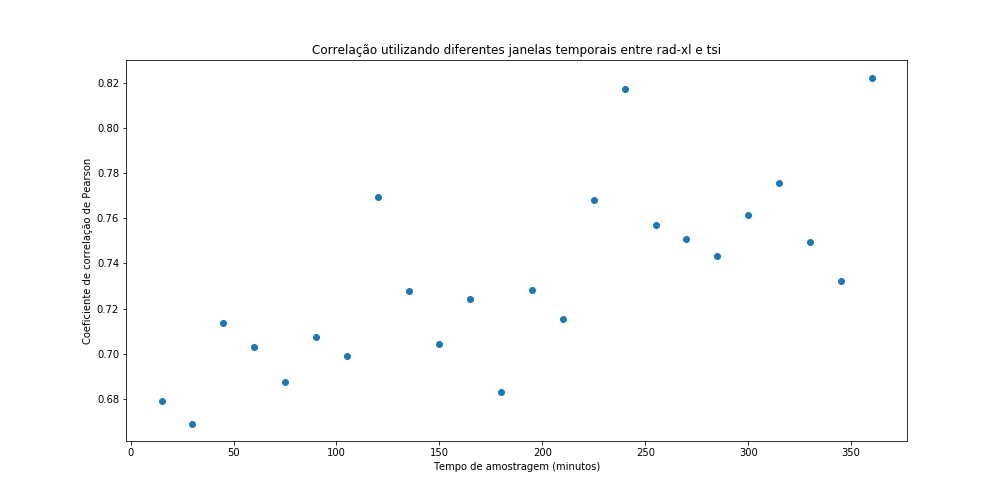 Correlação utilizando diferentes janelas temporais entre rad-xl e tsi
Coeficiente de correlação de Pearson
0.82
0.80
0.78
0.76
0.74
0.72
0.70
0.68
0 50 100 150 200 250 300 350
Tempo de amostragem (minutos)